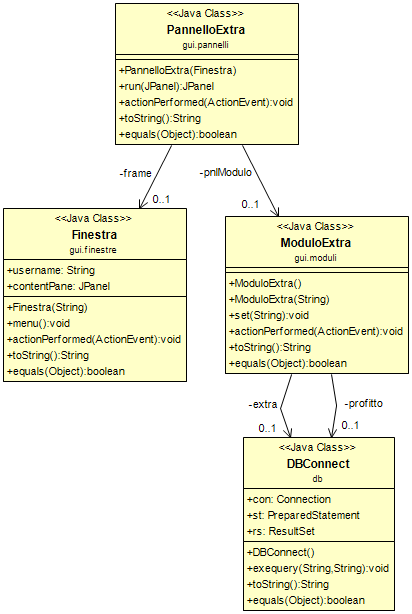 <<Java Class>>
PannelloExtra
gui.pannelli
+PannelloExtra(Finestra)
+run(JPanel):JPanel
+actionPerformed(ActionEvent):void
+toString():String
+equals(Object):boolean
-frame
-pnlModulo
0..1
0..1
<<Java Class>>
Finestra
gui.finestre
+username: String
+contentPane: JPanel
+Finestra(String)
+menu():void
+actionPerformed(ActionEvent):void
+toString():String
+equals(Object):boolean
<<Java Class>>
ModuloExtra
gui.moduli
+ModuloExtra()
+ModuloExtra(String)
+set(String):void
+actionPerformed(ActionEvent):void
+toString():String
+equals(Object):boolean
-extra
-profitto
0..1
0..1
<<Java Class>>
DBConnect
db
+con: Connection
+st: PreparedStatement
+rs: ResultSet
+DBConnect()
+exequery(String,String):void
+toString():String
+equals(Object):boolean